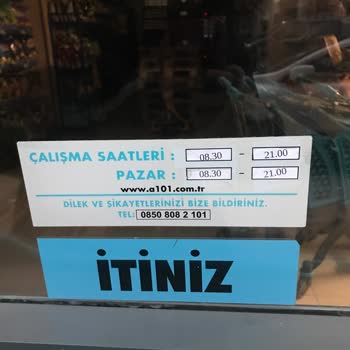 ÇALIŞMA SAATLERİ : 08.30 - 21.00
PAZAR : 08.30 - 21.00
www.a101.com.tr
DİLEK VE ŞİKAYETLERİNİZİ BİZE BİLDİRİNİZ.
TEL: 0850 808 2 101
İTİNİZ